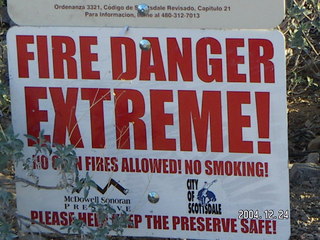 Ordenanza 3321, Codigo de Scottsdale Revisado, Capitulo 21
Para Informacion, llame al 480-312-7013
FIRE DANGER
EXTREME!
NO OPEN FIRES ALLOWED! NO SMOKING!
McDowell Sonoran
PRESERVE
CITY OF
SCOTTSDALE
PLEASE HELP KEEP THE PRESERVE SAFE!
2004.12.24